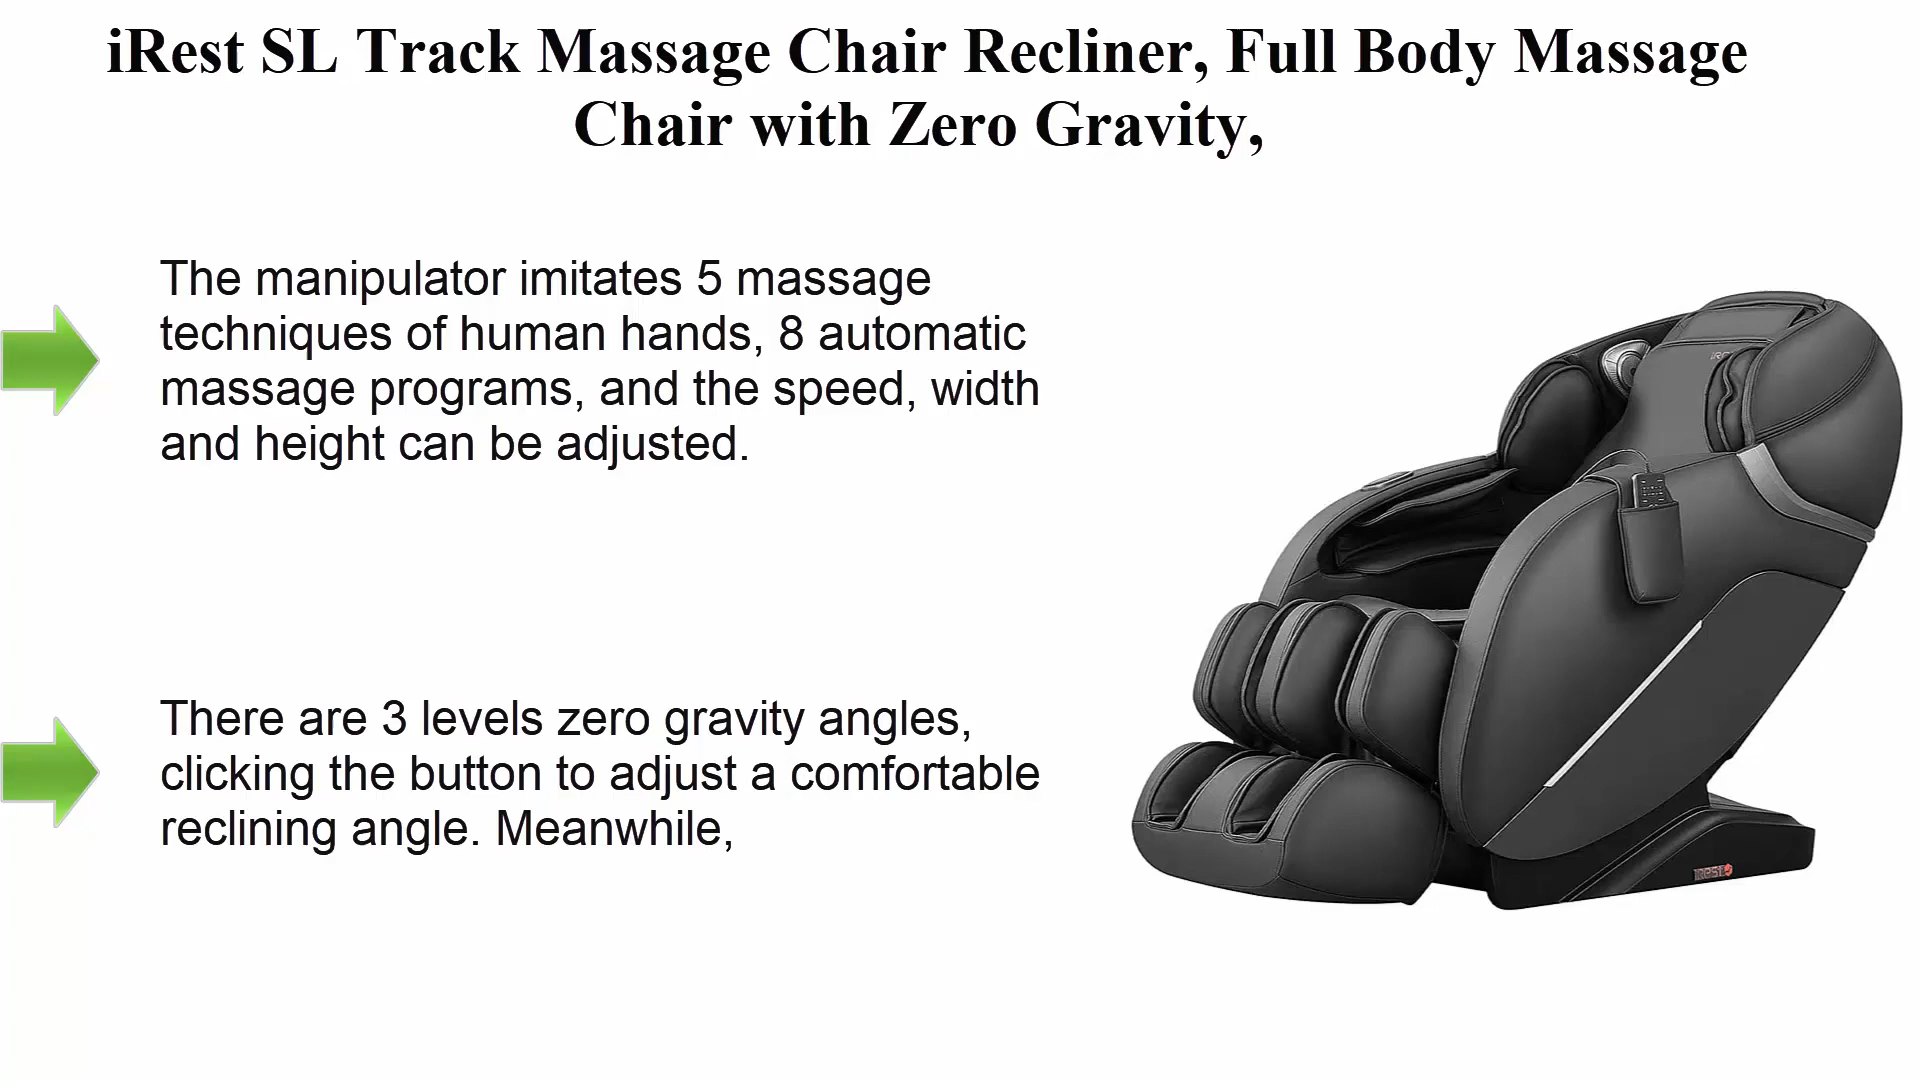 iRest SL Track Massage Chair Recliner, Full Body Massage
Chair with Zero Gravity,
The manipulator imitates 5 massage
techniques of human hands, 8 automatic
massage programs, and the speed, width
and height can be adjusted.
There are 3 levels zero gravity angles,
clicking the button to adjust a comfortable
reclining angle. Meanwhile,
iRest